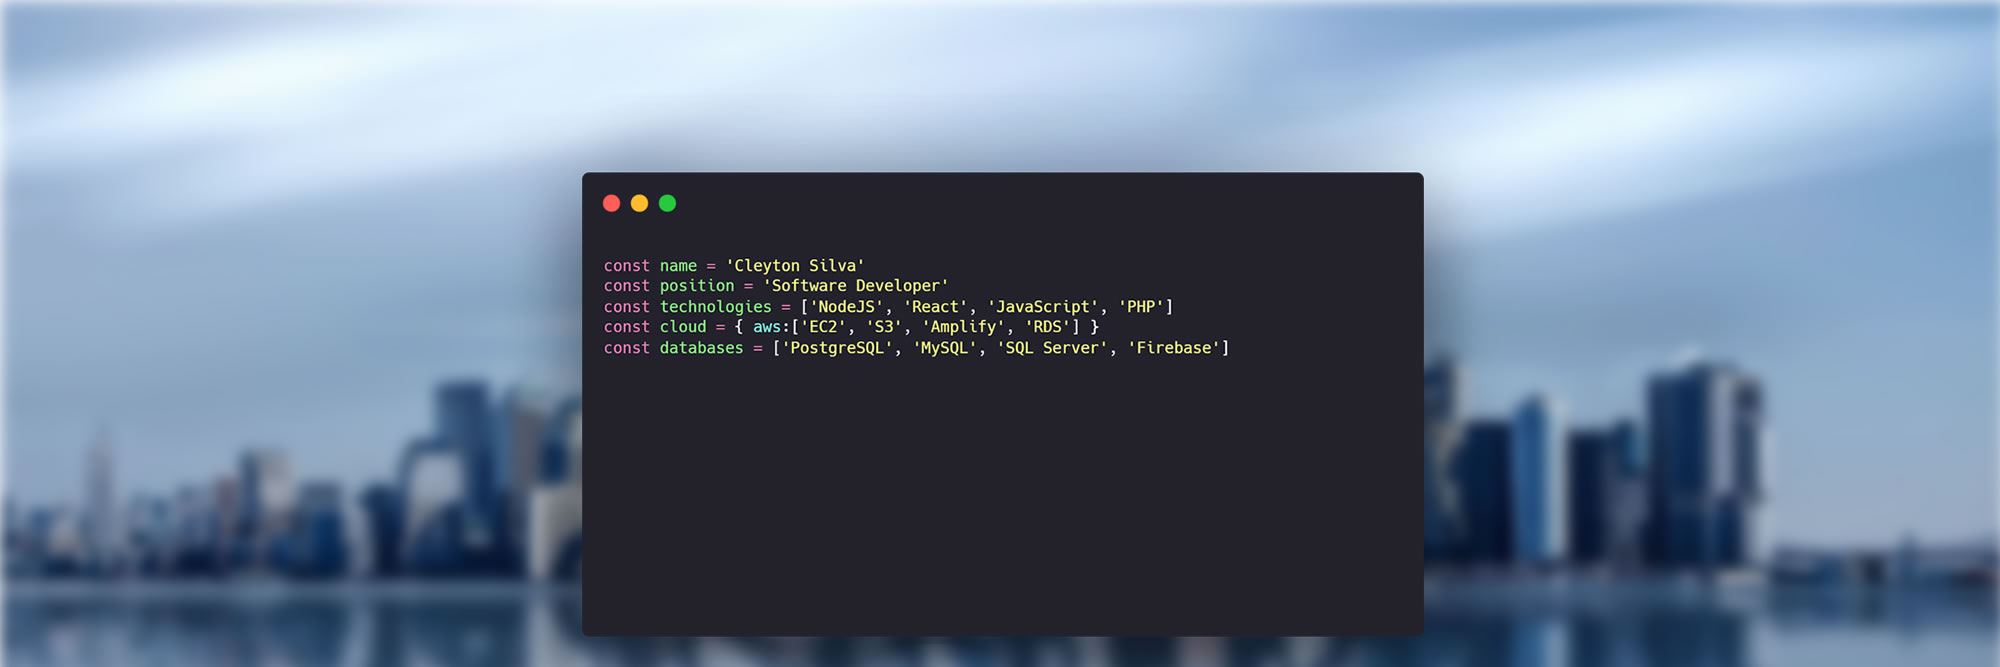 const name = 'Cleyton Silva'
const position = 'Software Developer'
const technologies = ['NodeJS', 'React', 'JavaScript', 'PHP']
const cloud = { aws:['EC2', 'S3', 'Amplify', 'RDS'] }
const databases = ['PostgreSQL', 'MySQL', 'SQL Server', 'Firebase']